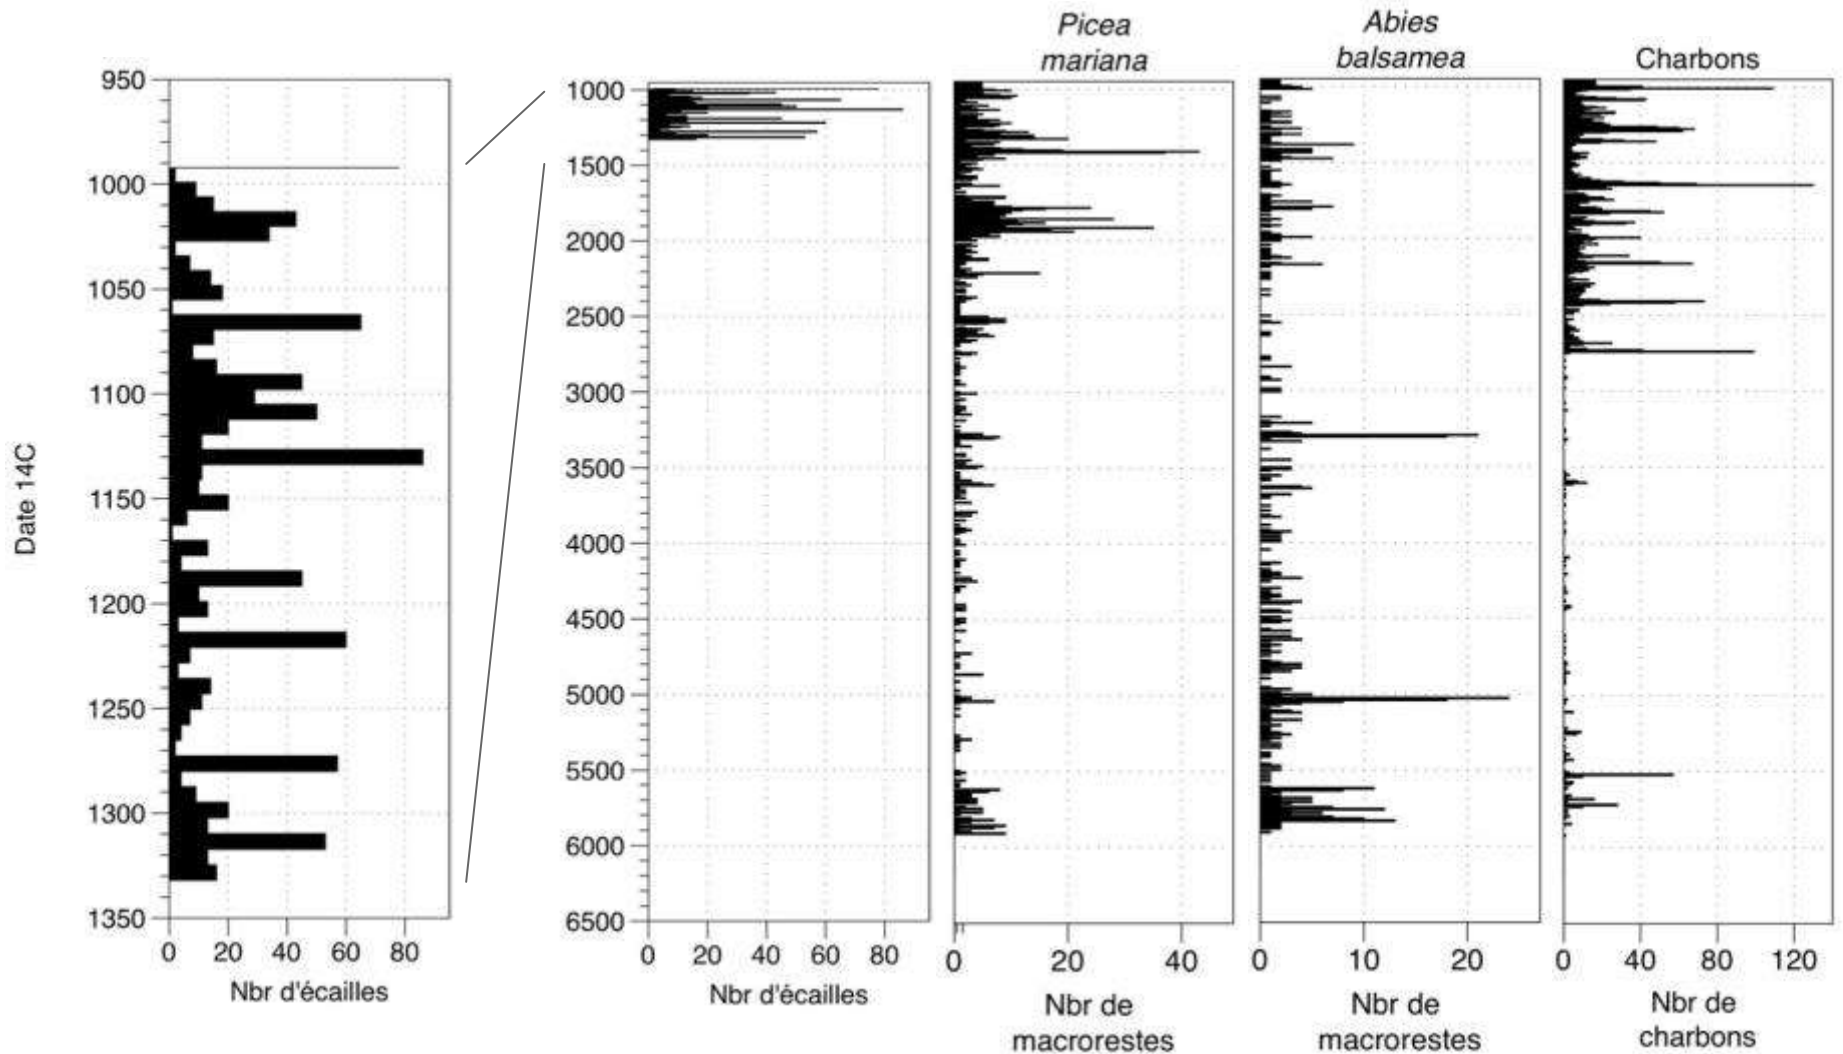 Picea
mariana
Abies
balsamea
Charbons
Date 14C
950
1000
1050
1100
1150
1200
1250
1300
1350
0 20 40 60 80
Nbr d'écailles
1000
1500
2000
2500
3000
3500
4000
4500
5000
5500
6000
6500
0 20 40 60 80
Nbr d'écailles
0 20 40
Nbr de
macrorestes
0 10 20
Nbr de
macrorestes
0 40 80 120
Nbr de
charbons